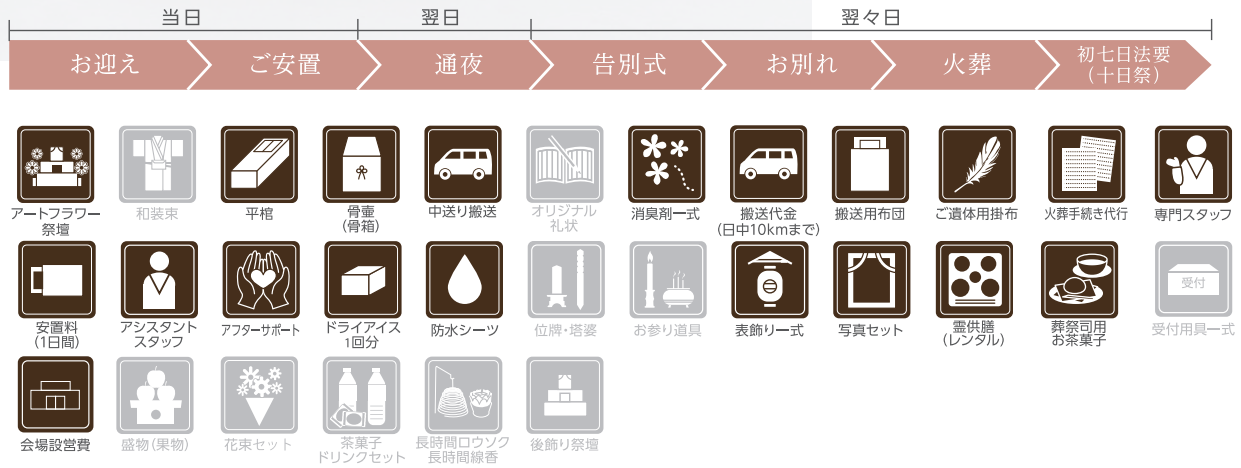 当日
翌日
翌々日
お迎え
ご安置
通夜
告別式
お別れ
火葬
初七日法要
（十日祭）
アートフラワー
祭壇
和装束
平棺
骨壷
(骨箱)
中送り搬送
オリジナル
礼状
消臭剤一式
搬送代金
(日中10kmまで)
搬送用布団
ご遺体用掛布
火葬手続き代行
専門スタッフ
安置料
(1日間)
アシスタント
スタッフ
アフターサポート
ドライアイス
1回分
防水シーツ
位牌・塔婆
お参り道具
表飾り一式
写真セット
霊供膳
(レンタル)
葬祭司用
お茶菓子
受付
受付用具一式
会場設営費
盛物(果物)
花束セット
茶菓子
ドリンクセット
長時間ロウソク
長時間線香
後飾り祭壇